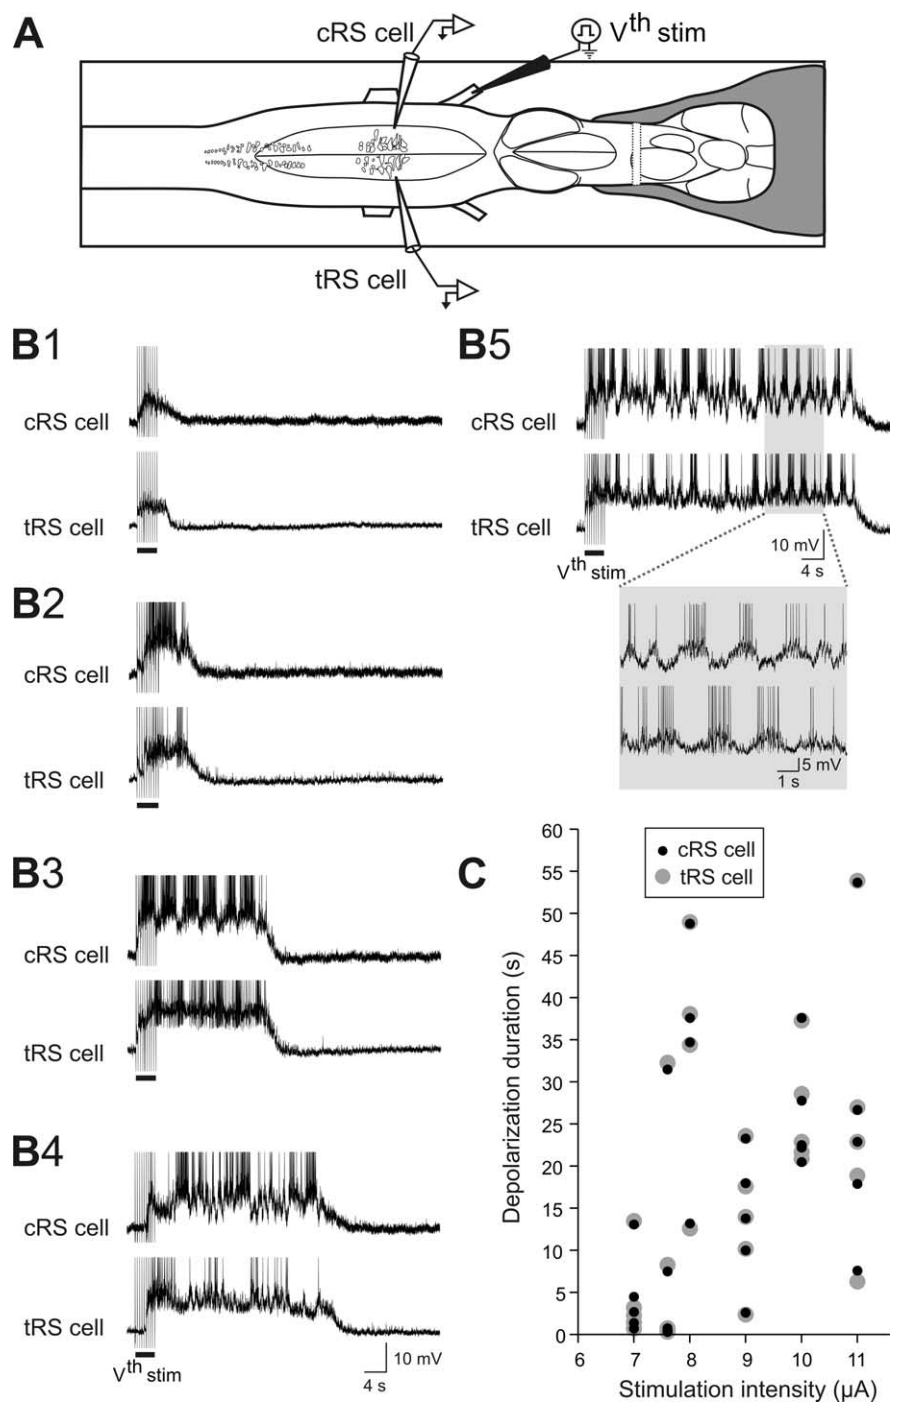 A
cRS cell
Vth stim
tRS cell
B1
cRS cell
tRS cell
B2
cRS cell
tRS cell
B3
cRS cell
tRS cell
B4
cRS cell
tRS cell
Vth stim
10 mV
4 s
B5
cRS cell
tRS cell
Vth stim
10 mV
4 s
5 mV
1 s
C
cRS cell
tRS cell
Depolarization duration (s)
60
55
50
45
40
35
30
25
20
15
10
5
0
6 7 8 9 10 11
Stimulation intensity (µA)